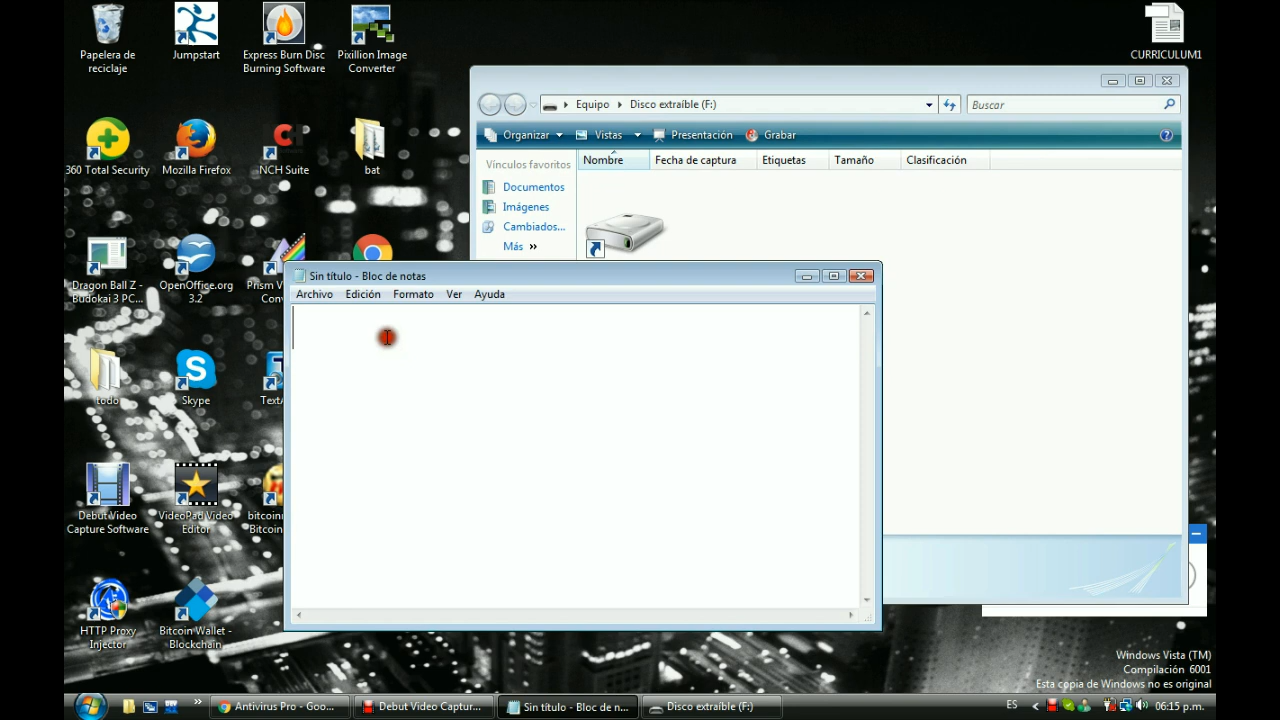 Papelera de
reciclaje
Jumpstart
Express Burn Disc
Burning Software
Pixillion Image
Converter
CURRICULUM1
Equipo
Disco extraíble (F:)
Buscar
Organizar
Vistas
Presentación
Grabar
Vínculos favoritos
Nombre
Fecha de captura
Etiquetas
Tamaño
Clasificación
Documentos
Imágenes
Cambiados...
Más »
360 Total Security
Mozilla Firefox
NCH Suite
bat
Dragon Ball Z -
Budokai 3 PC...
OpenOffice.org
3.2
Prism V
Conv
Sin título - Bloc de notas
Archivo
Edición
Formato
Ver
Ayuda
todo
Skype
TextA
Debut Video
Capture Software
VideoPad Video
Editor
bitcoin
Bitcoin
HTTP Proxy
Injector
Bitcoin Wallet -
Blockchain
Windows Vista (TM)
Compilación 6001
Esta copia de Windows no es original
Antivirus Pro - Goo...
Debut Video Captur...
Sin título - Bloc de n...
Disco extraíble (F:)
ES
06:15 p.m.